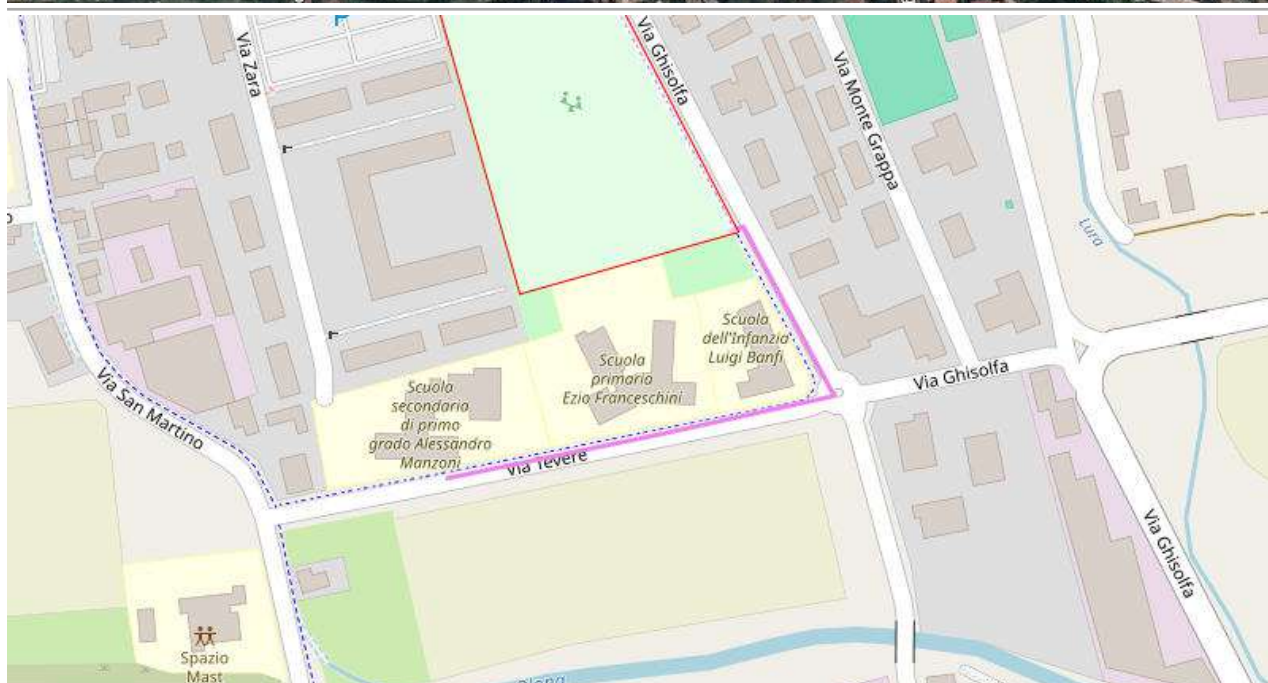 Via Zara
Via Ghisolfa
Via Monte Grappa
Lura
Via San Martino
Scuola
secondaria
di primo
grado Alessandro
Manzoni
Scuola
primaria
Ezio Franceschini
Scuola
dell'Infanzia
Luigi Banfi
Via Ghisolfa
Via Tevere
Via Ghisolfa
Spazio
Mast